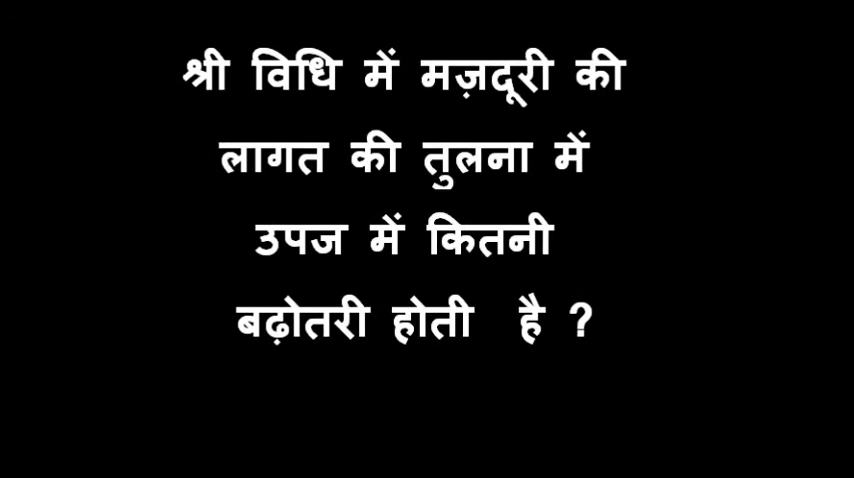 श्री विधि में मज़दूरी की
लागत की तुलना में
उपज में कितनी
बढ़ोतरी होती है ?